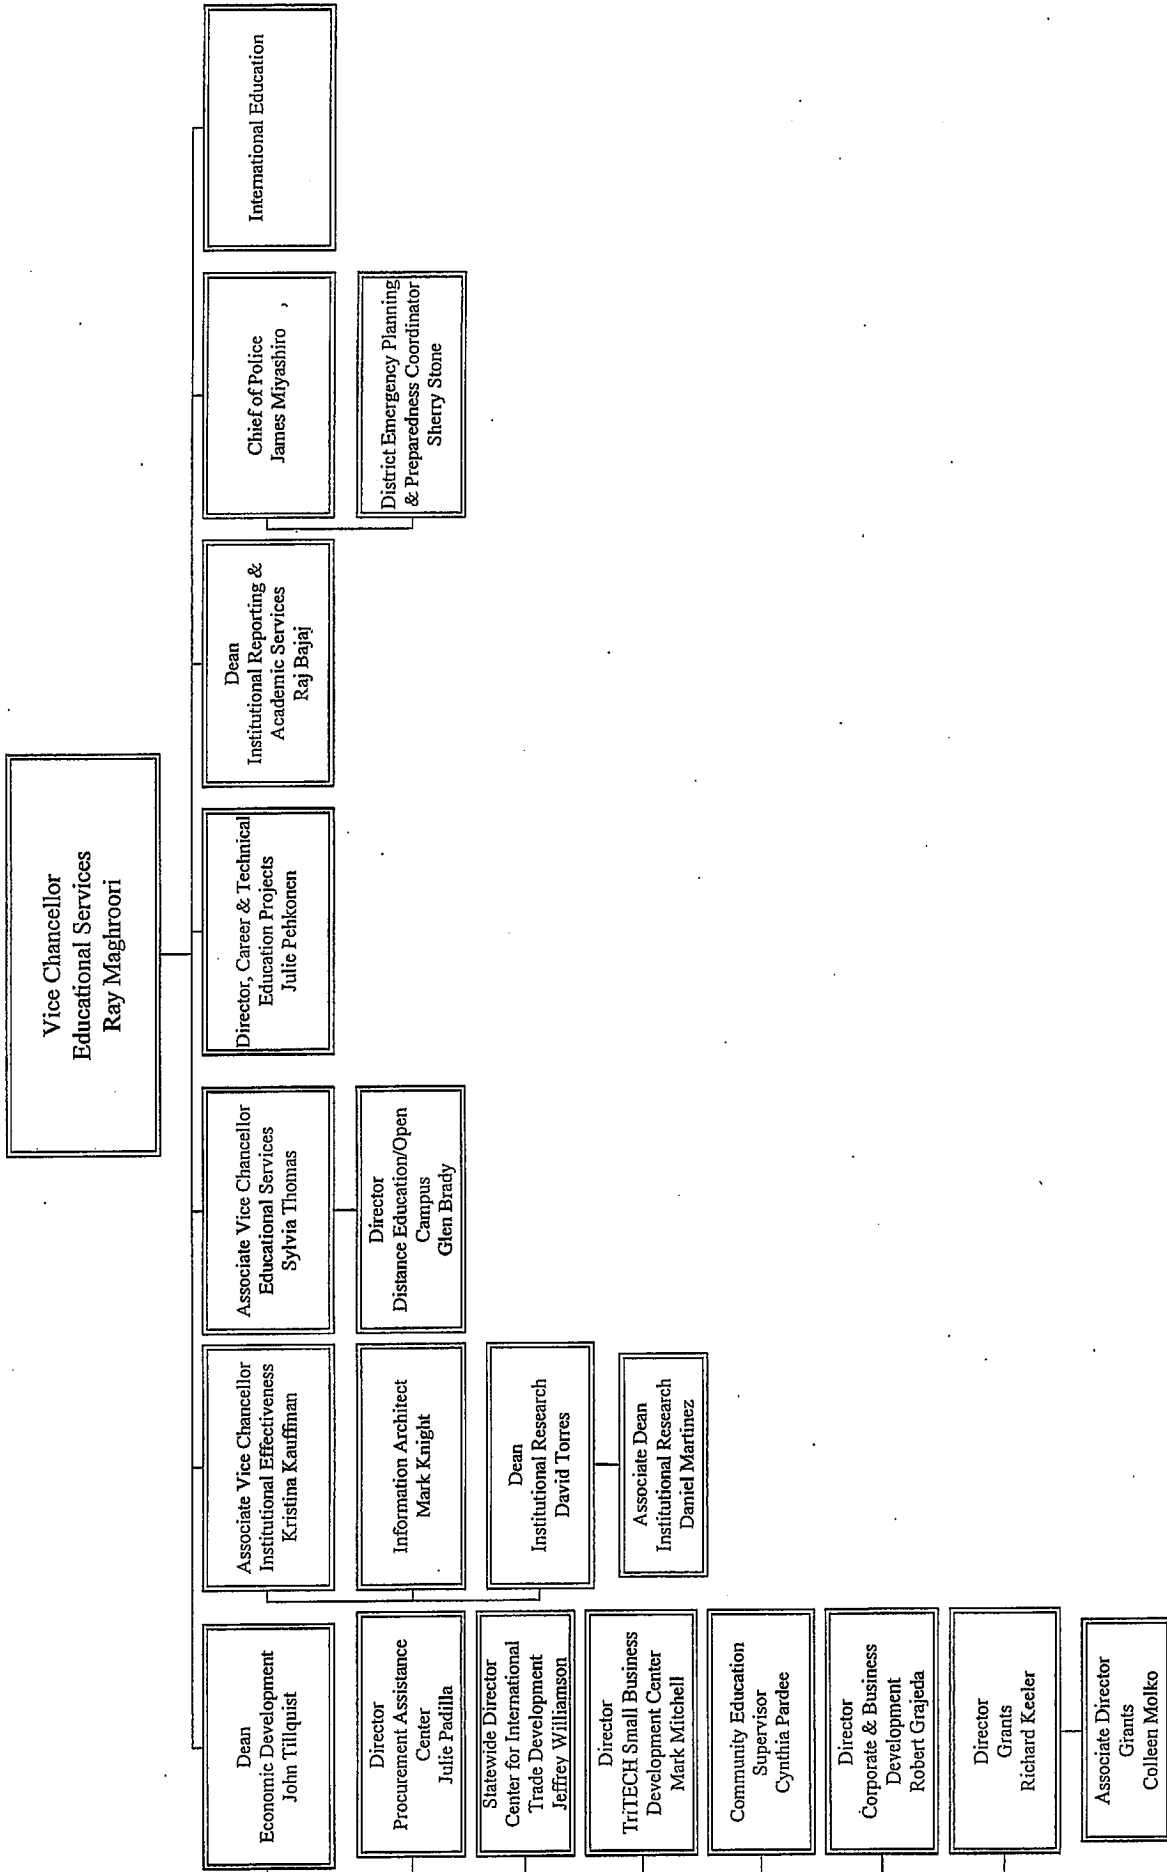 Vice Chancellor
Educational Services
Ray Maghroori
Dean
Economic Development
John Tillquist
Director
Procurement Assistance
Center
Julie Padilla
Statewide Director
Center for International
Trade Development
Jeffrey Williamson
Director
TriTECH Small Business
Development Center
Mark Mitchell
Community Education
Supervisor
Cynthia Pardee
Director
Corporate & Business
Development
Robert Grajeda
Director
Grants
Richard Keeler
Associate Director
Grants
Colleen Molko
Associate Vice Chancellor
Institutional Effectiveness
Kristina Kauffman
Information Architect
Mark Knight
Dean
Institutional Research
David Torres
Associate Dean
Institutional Research
Daniel Martinez
Associate Vice Chancellor
Educational Services
Sylvia Thomas
Director
Distance Education/Open
Campus
Glen Brady
Director, Career & Technical
Education Projects
Julie Pehkonen
Dean
Institutional Reporting &
Academic Services
Raj Bajaj
Chief of Police
James Miyashiro
District Emergency Planning
& Preparedness Coordinator
Sherry Stone
International Education